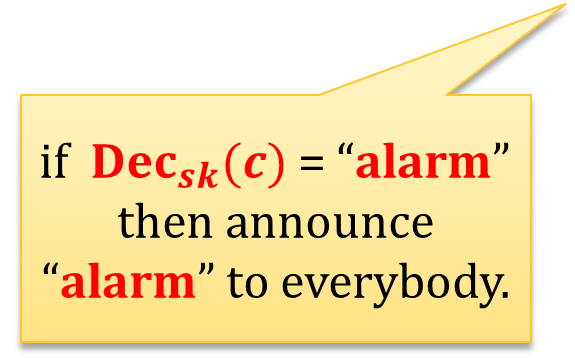 if Dec_sk(c) = “alarm”
then announce
“alarm” to everybody.